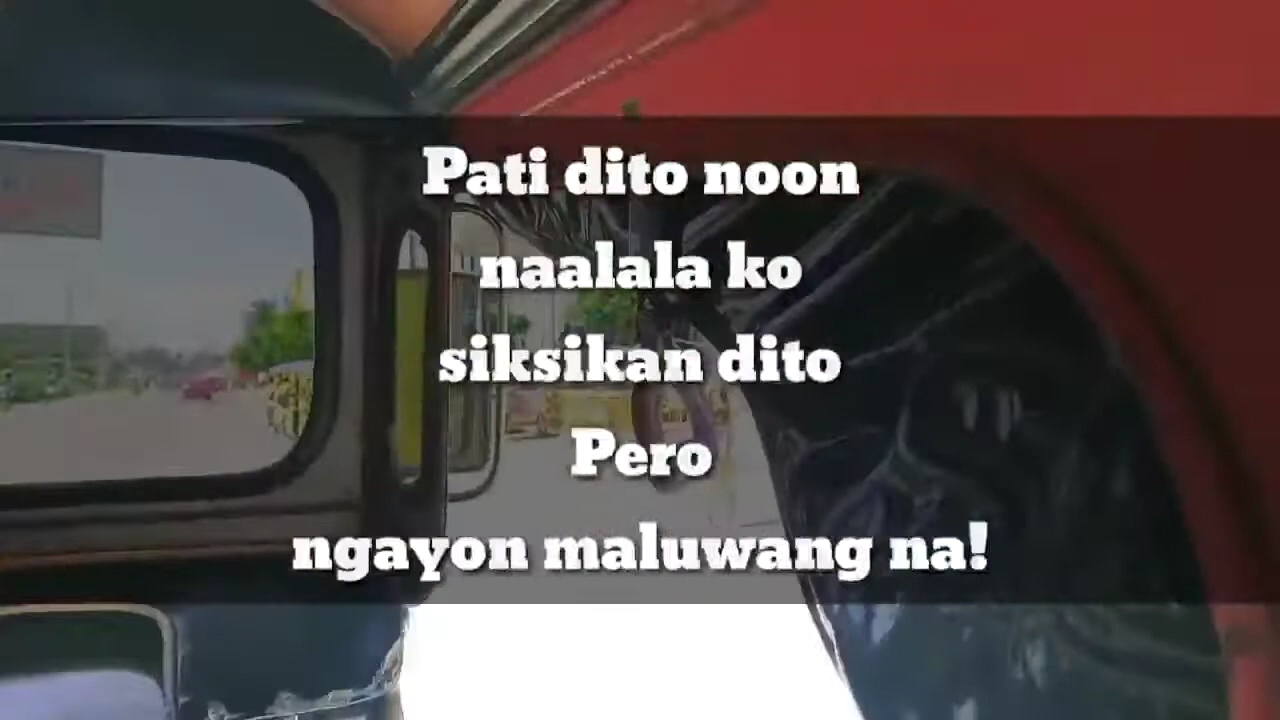 Pati dito noon
naalala ko
siksikan dito
Pero
ngayon maluwang na!